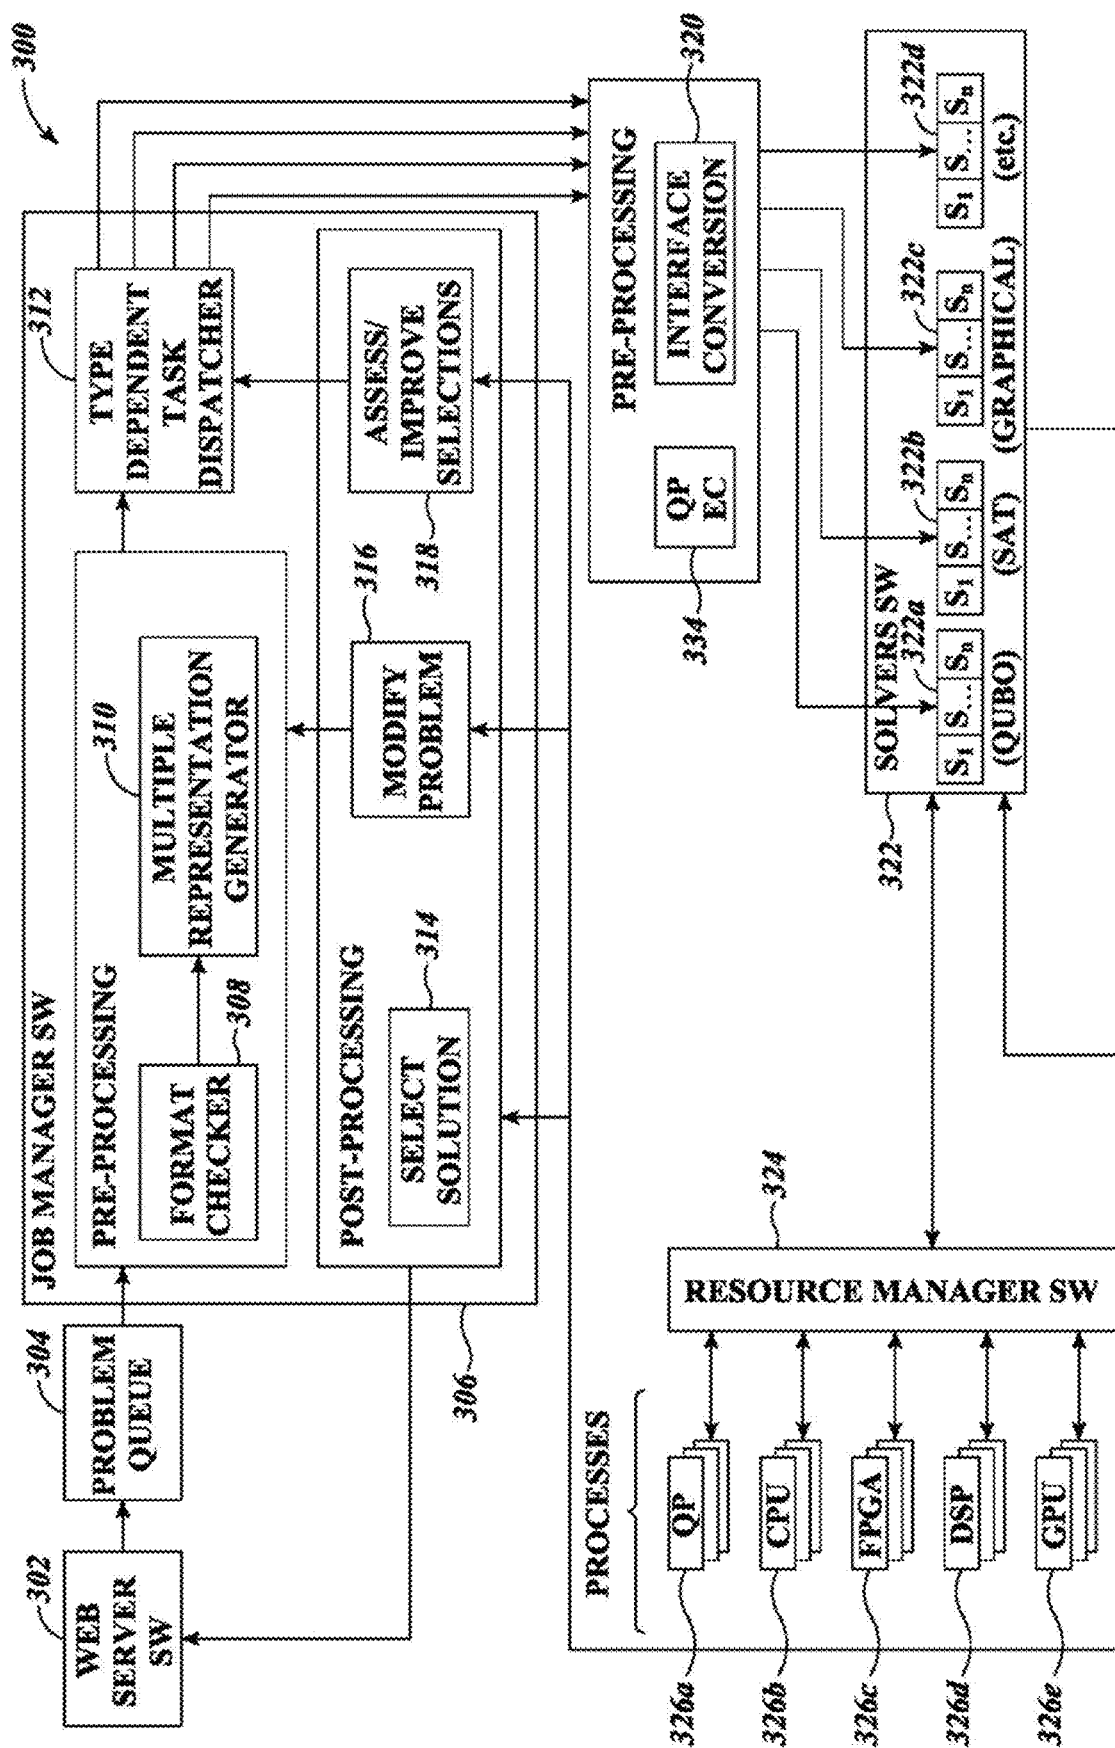 300
302
WEB
SERVER
SW
304
PROBLEM
QUEUE
306
JOB MANAGER SW
PRE-PROCESSING
FORMAT
CHECKER
308
MULTIPLE
REPRESENTATION
GENERATOR
310
TYPE
DEPENDENT
TASK
DISPATCHER
312
POST-PROCESSING
SELECT
SOLUTION
314
MODIFY
PROBLEM
316
ASSESS/
IMPROVE
SELECTIONS
318
PRE-PROCESSING
QP
EC
334
INTERFACE
CONVERSION
320
PROCESSES
QP
326a
CPU
326b
FPGA
326c
DSP
326d
GPU
326e
RESOURCE MANAGER SW
324
SOLVERS SW
322
322a
S1 S... Sn
(QUBO)
322b
S1 S... Sn
(SAT)
322c
S1 S... Sn
(GRAPHICAL)
322d
S1 S... Sn
(etc.)